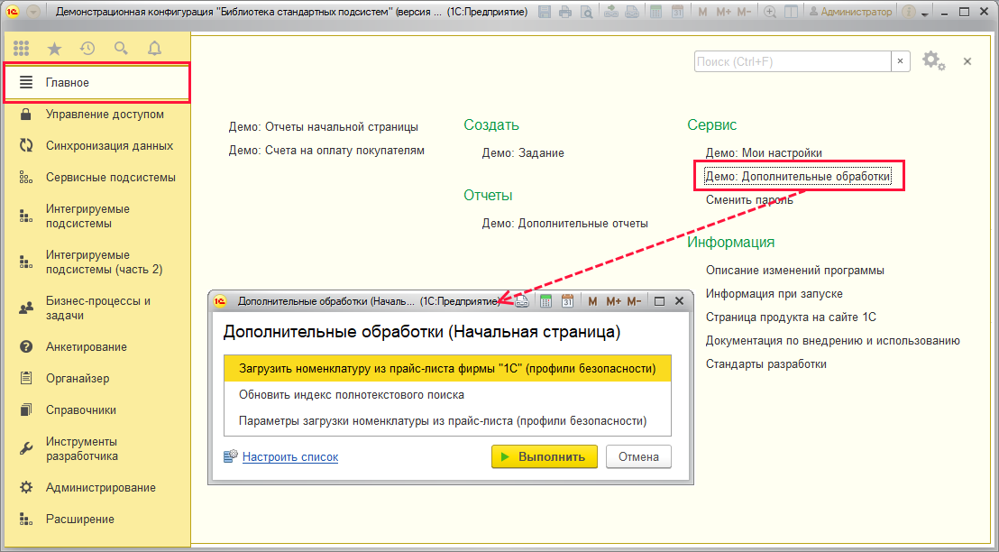 Демонстрационная конфигурация "Библиотека стандартных подсистем" (версия ... (1С:Предприятие)
M M+ M-
Администратор
Поиск (Ctrl+F)
Главное
Управление доступом
Синхронизация данных
Сервисные подсистемы
Интегрируемые
подсистемы
Интегрируемые
подсистемы (часть 2)
Бизнес-процессы и
задачи
Анкетирование
Органайзер
Справочники
Инструменты
разработчика
Администрирование
Расширение
Демо: Отчеты начальной страницы
Демо: Счета на оплату покупателям
Создать
Демо: Задание
Отчеты
Демо: Дополнительные отчеты
Сервис
Демо: Мои настройки
Демо: Дополнительные обработки
Сменить пароль
Информация
Описание изменений программы
Информация при запуске
Страница продукта на сайте 1С
Документация по внедрению и использованию
Стандарты разработки
Дополнительные обработки (Началь... (1С:Предприятие)
31
M M+ M-
Дополнительные обработки (Начальная страница)
Загрузить номенклатуру из прайс-листа фирмы "1С" (профили безопасности)
Обновить индекс полнотекстового поиска
Параметры загрузки номенклатуры из прайс-листа (профили безопасности)
Настроить список
Выполнить
Отмена